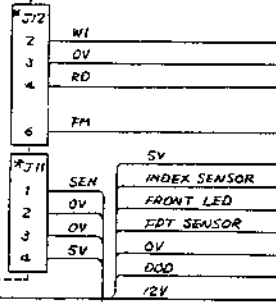 *J12
2 WI
3 0V
4 RD
6 FM
*J11
1 SEN
2 0V
3 0V
4 5V
5V
INDEX SENSOR
FRONT LED
EDT SENSOR
0V
DOD
12V